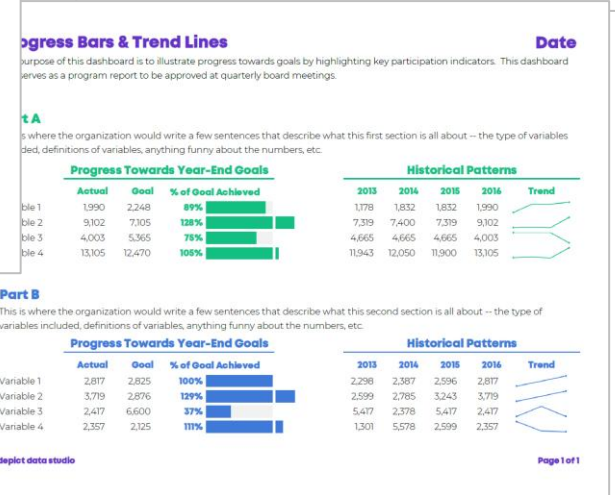 ogress Bars & Trend Lines Date
urpose of this dashboard is to illustrate progress towards goals by highlighting key participation indicators. This dashboard
erves as a program report to be approved at quarterly board meetings.
t A
s where the organization would write a few sentences that describe what this first section is all about -- the type of variables
ded, definitions of variables, anything funny about the numbers, etc.
Progress Towards Year-End Goals Historical Patterns
Actual Goal % of Goal Achieved 2013 2014 2015 2016 Trend
ble 1 1,990 2,248 89% 1,178 1,832 1,832 1,990
ble 2 9,102 7,105 128% 7,319 7,400 7,319 9,102
ble 3 4,003 5,365 75% 4,665 4,665 4,665 4,003
ble 4 13,105 12,470 105% 11,943 12,050 11,900 13,105
Part B
This is where the organization would write a few sentences that describe what this second section is all about -- the type of
variables included, definitions of variables, anything funny about the numbers, etc.
Progress Towards Year-End Goals Historical Patterns
Actual Goal % of Goal Achieved 2013 2014 2015 2016 Trend
Variable 1 2,817 2,825 100% 2,298 2,387 2,596 2,817
Variable 2 3,719 2,876 129% 2,599 2,785 3,243 3,719
Variable 3 2,417 6,600 37% 5,417 2,378 5,417 2,417
Variable 4 2,357 2,125 111% 1,301 5,578 2,599 2,357
depict data studio Page 1 of 1